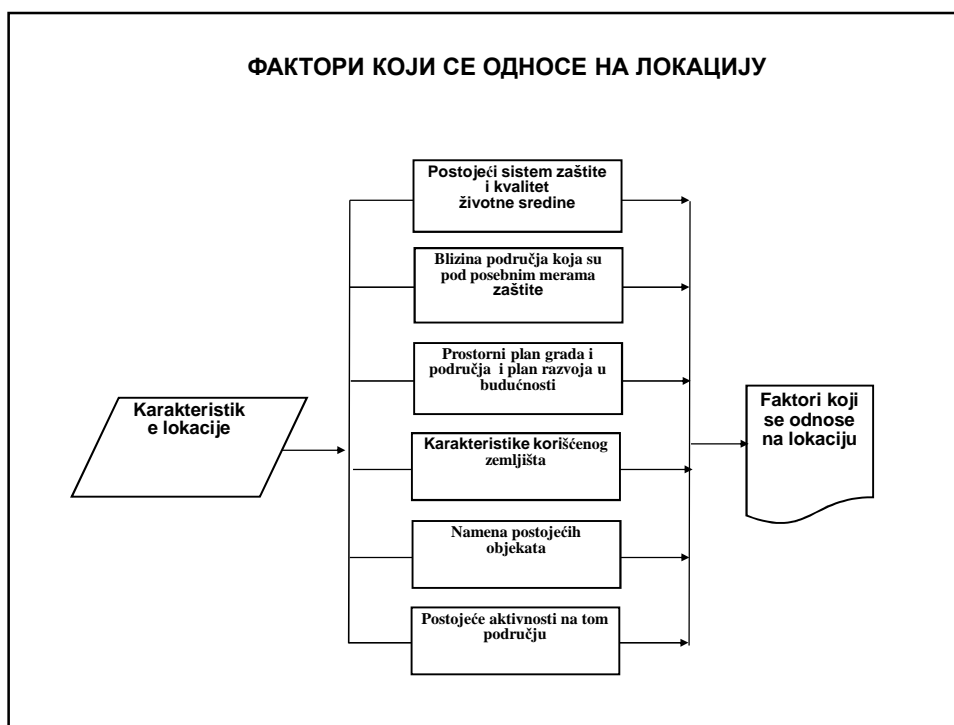 ФАКТОРИ КОЈИ СЕ ОДНОСЕ НА ЛОКАЦИЈУ
Postojeći sistem zaštite
i kvalitet
životne sredine
Blizina područja koja su
pod posebnim merama
zaštite
Prostorni plan grada i
područja i plan razvoja u
budućnosti
Karakteristik
e lokacije
Faktori koji
se odnose
na lokaciju
Karakteristike korišćenog
zemljišta
Namena postojećih
objekata
Postojeće aktivnosti na tom
području